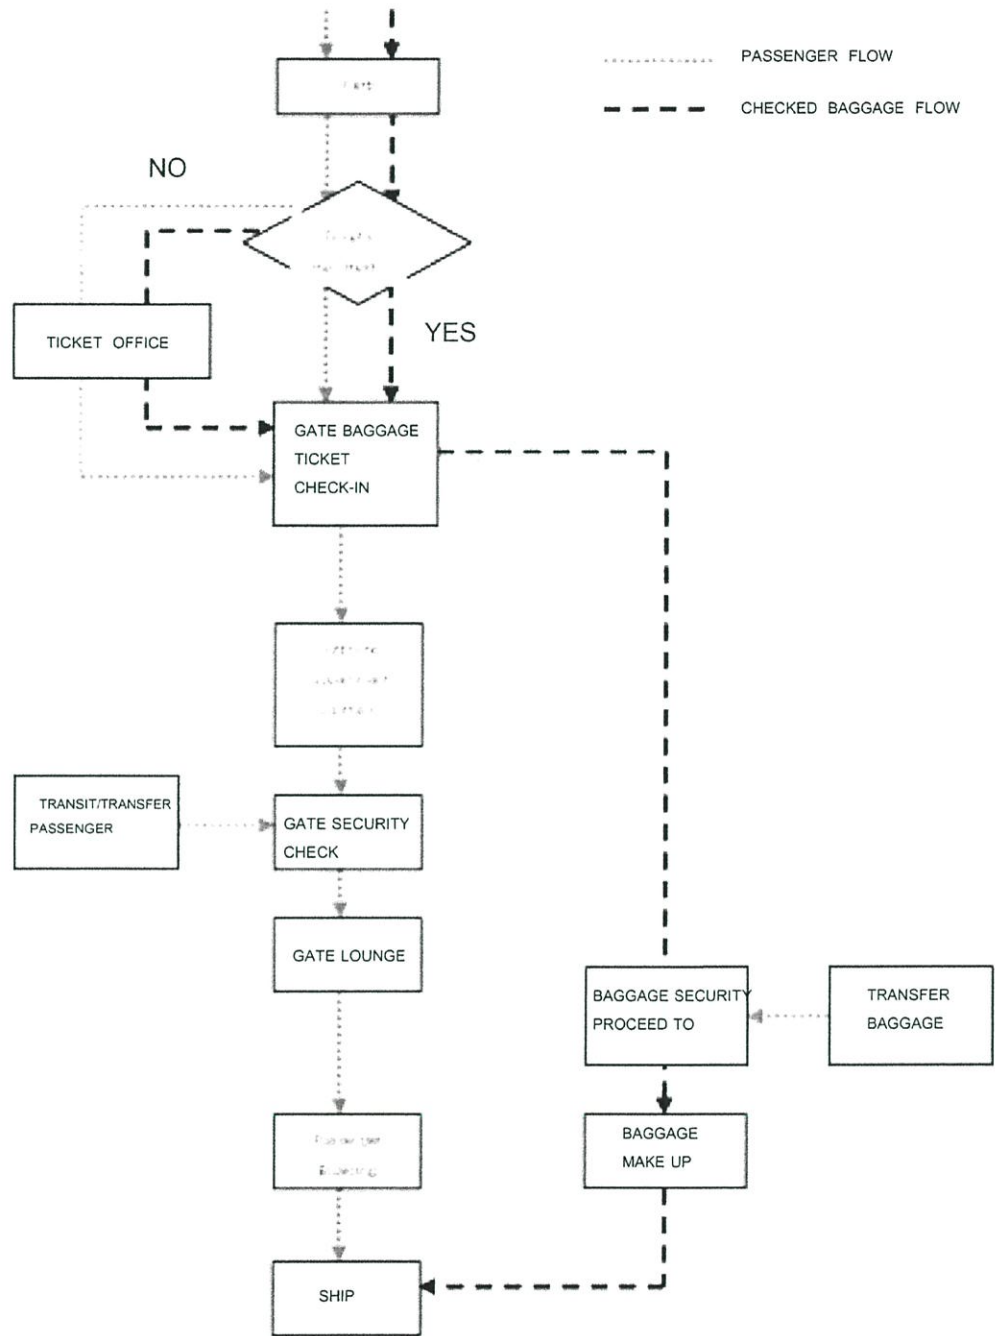 PASSENGER FLOW
CHECKED BAGGAGE FLOW
NO
YES
TICKET OFFICE
GATE BAGGAGE
TICKET
CHECK-IN
TRANSIT/TRANSFER
PASSENGER
GATE SECURITY
CHECK
GATE LOUNGE
BAGGAGE SECURITY
PROCEED TO
TRANSFER
BAGGAGE
BAGGAGE
MAKE UP
Passenger
SHIP